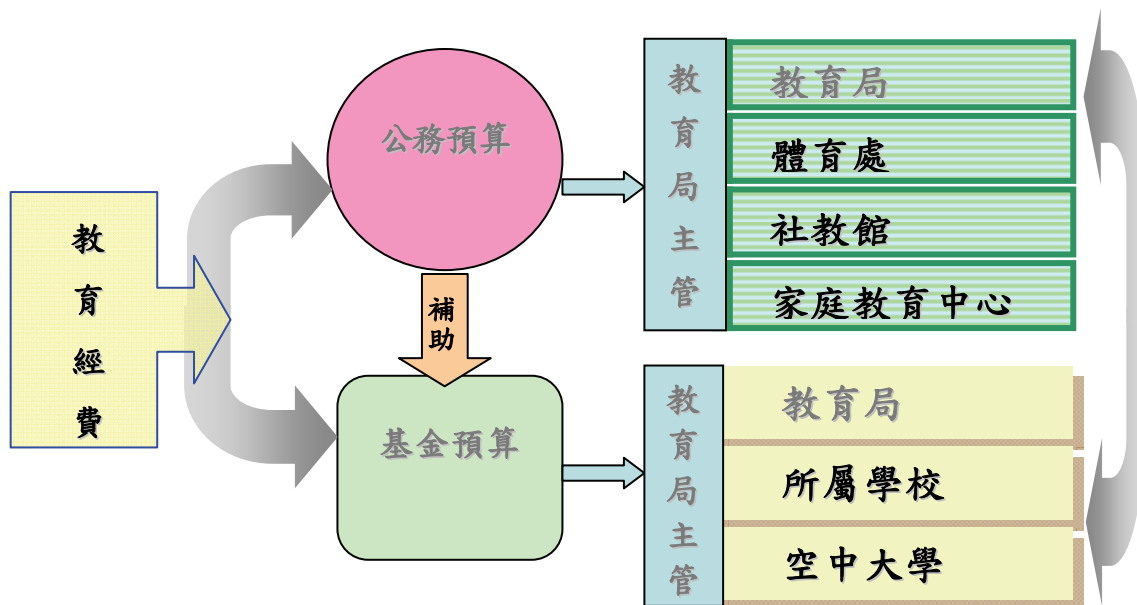 教育經費
公務預算
補助
基金預算
教育局主管
教育局
體育處
社教館
家庭教育中心
教育局主管
教育局
所屬學校
空中大學